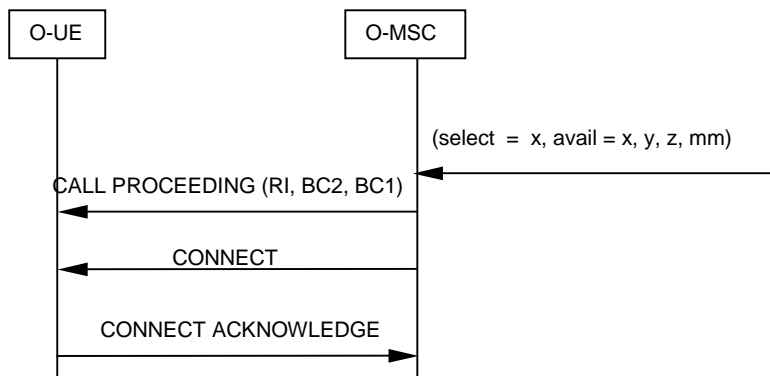 O-UE
O-MSC
(select = x, avail = x, y, z, mm)
CALL PROCEEDING (RI, BC2, BC1)
CONNECT
CONNECT ACKNOWLEDGE